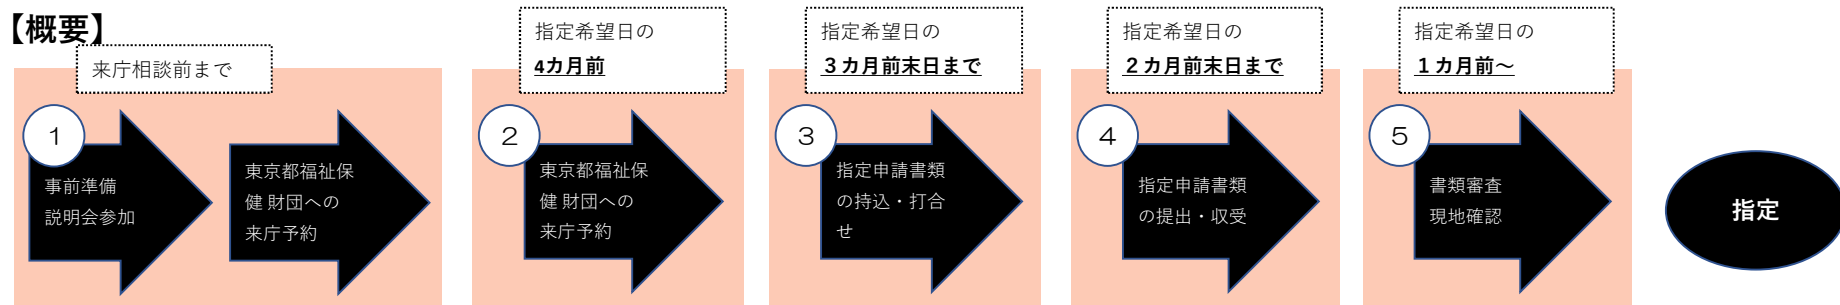 【概要】
来庁相談前まで
1
事前準備
説明会参加
東京都福祉保
健 財団への
来庁予約
指定希望日の
4カ月前
2
東京都福祉保
健 財団への
来庁予約
指定希望日の
３カ月前末日まで
3
指定申請書類
の持込・打合
せ
指定希望日の
２カ月前末日まで
4
指定申請書類
の提出・収受
指定希望日の
１カ月前～
5
書類審査
現地確認
指定